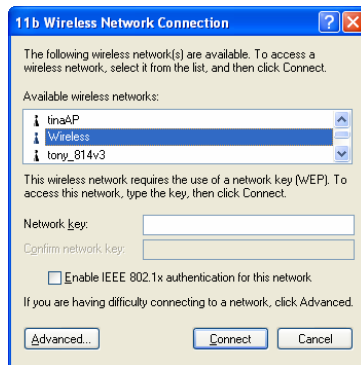 11b Wireless Network Connection
The following wireless network(s) are available. To access a
wireless network, select it from the list, and then click Connect.
Available wireless networks:
tinaAP
Wireless
tony_814v3
This wireless network requires the use of a network key (WEP). To
access this network, type the key, then click Connect.
Network key:
Confirm network key:
Enable IEEE 802.1x authentication for this network
If you are having difficulty connecting to a network, click Advanced.
Advanced... Connect Cancel